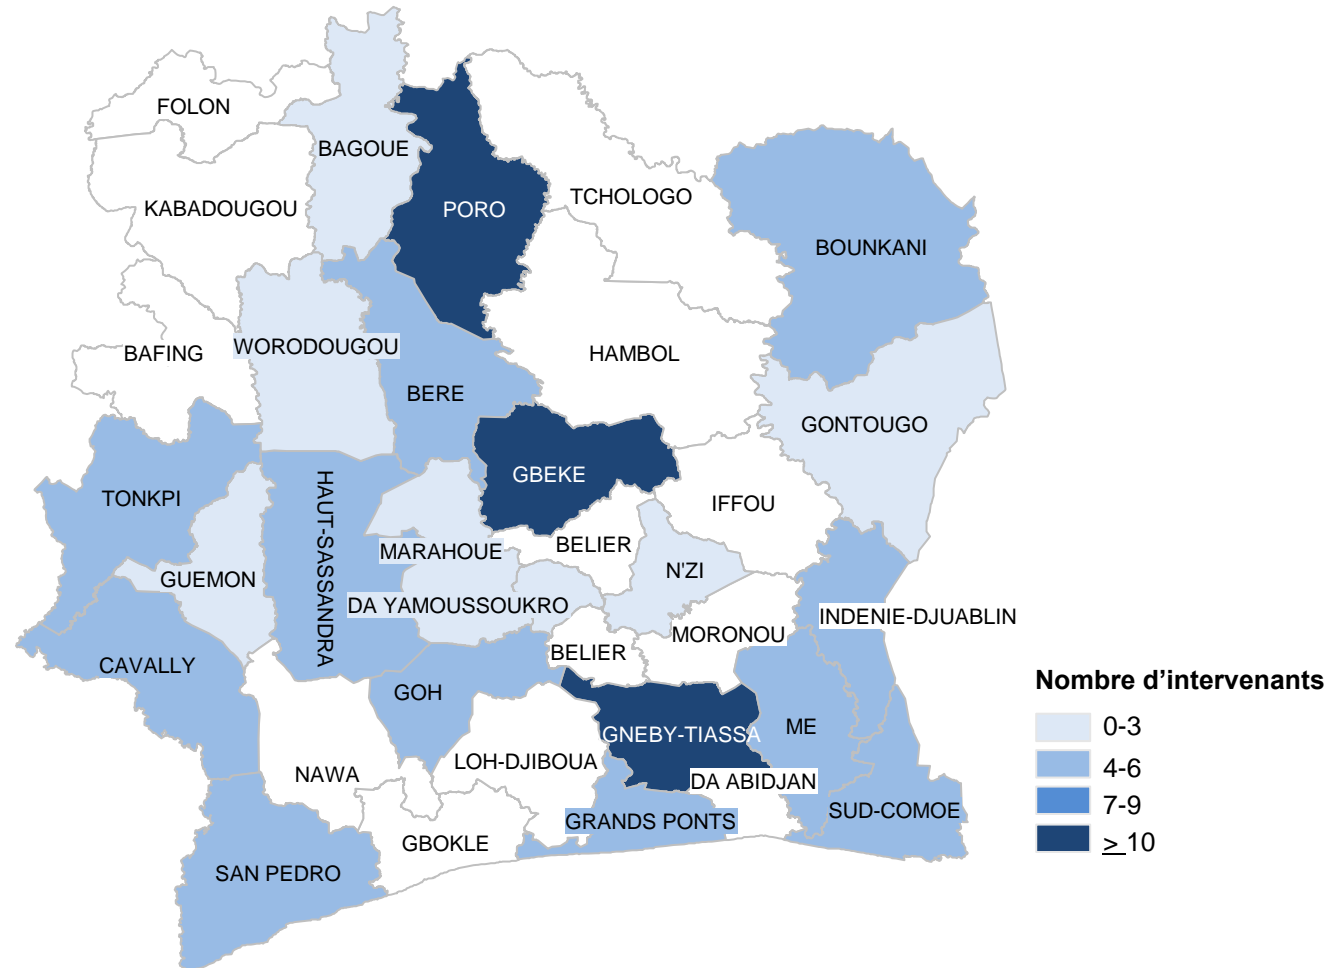 FOLON
BAGOUE
KABADOUGOU
PORO
TCHOLOGO
BOUNKANI
BAFING
WORODOUGOU
HAMBOL
BERE
GONTOUGO
TONKPI
HAUT-SASSANDRA
GBEKE
IFFOU
MARAHOUE
BELIER
N'ZI
GUEMON
DA YAMOUSSOUKRO
INDENIE-DJUABLIN
MORONOU
BELIER
CAVALLY
GOH
GNEBY-TIASSA
ME
LOH-DJIBOUA
NAWA
DA ABIDJAN
GRANDS PONTS
SUD-COMOE
GBOKLE
SAN PEDRO
Nombre d’intervenants
0-3
4-6
7-9
> 10